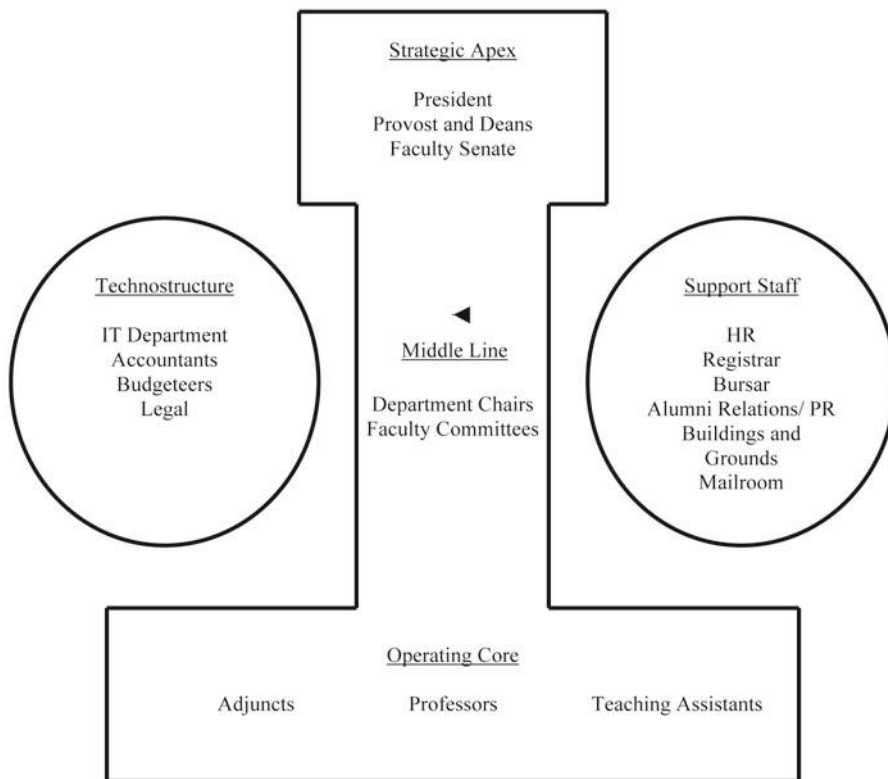 Strategic Apex
President
Provost and Deans
Faculty Senate
Technostructure
IT Department
Accountants
Budgeteers
Legal
Middle Line
Department Chairs
Faculty Committees
Support Staff
HR
Registrar
Bursar
Alumni Relations/ PR
Buildings and
Grounds
Mailroom
Operating Core
Adjuncts Professors Teaching Assistants